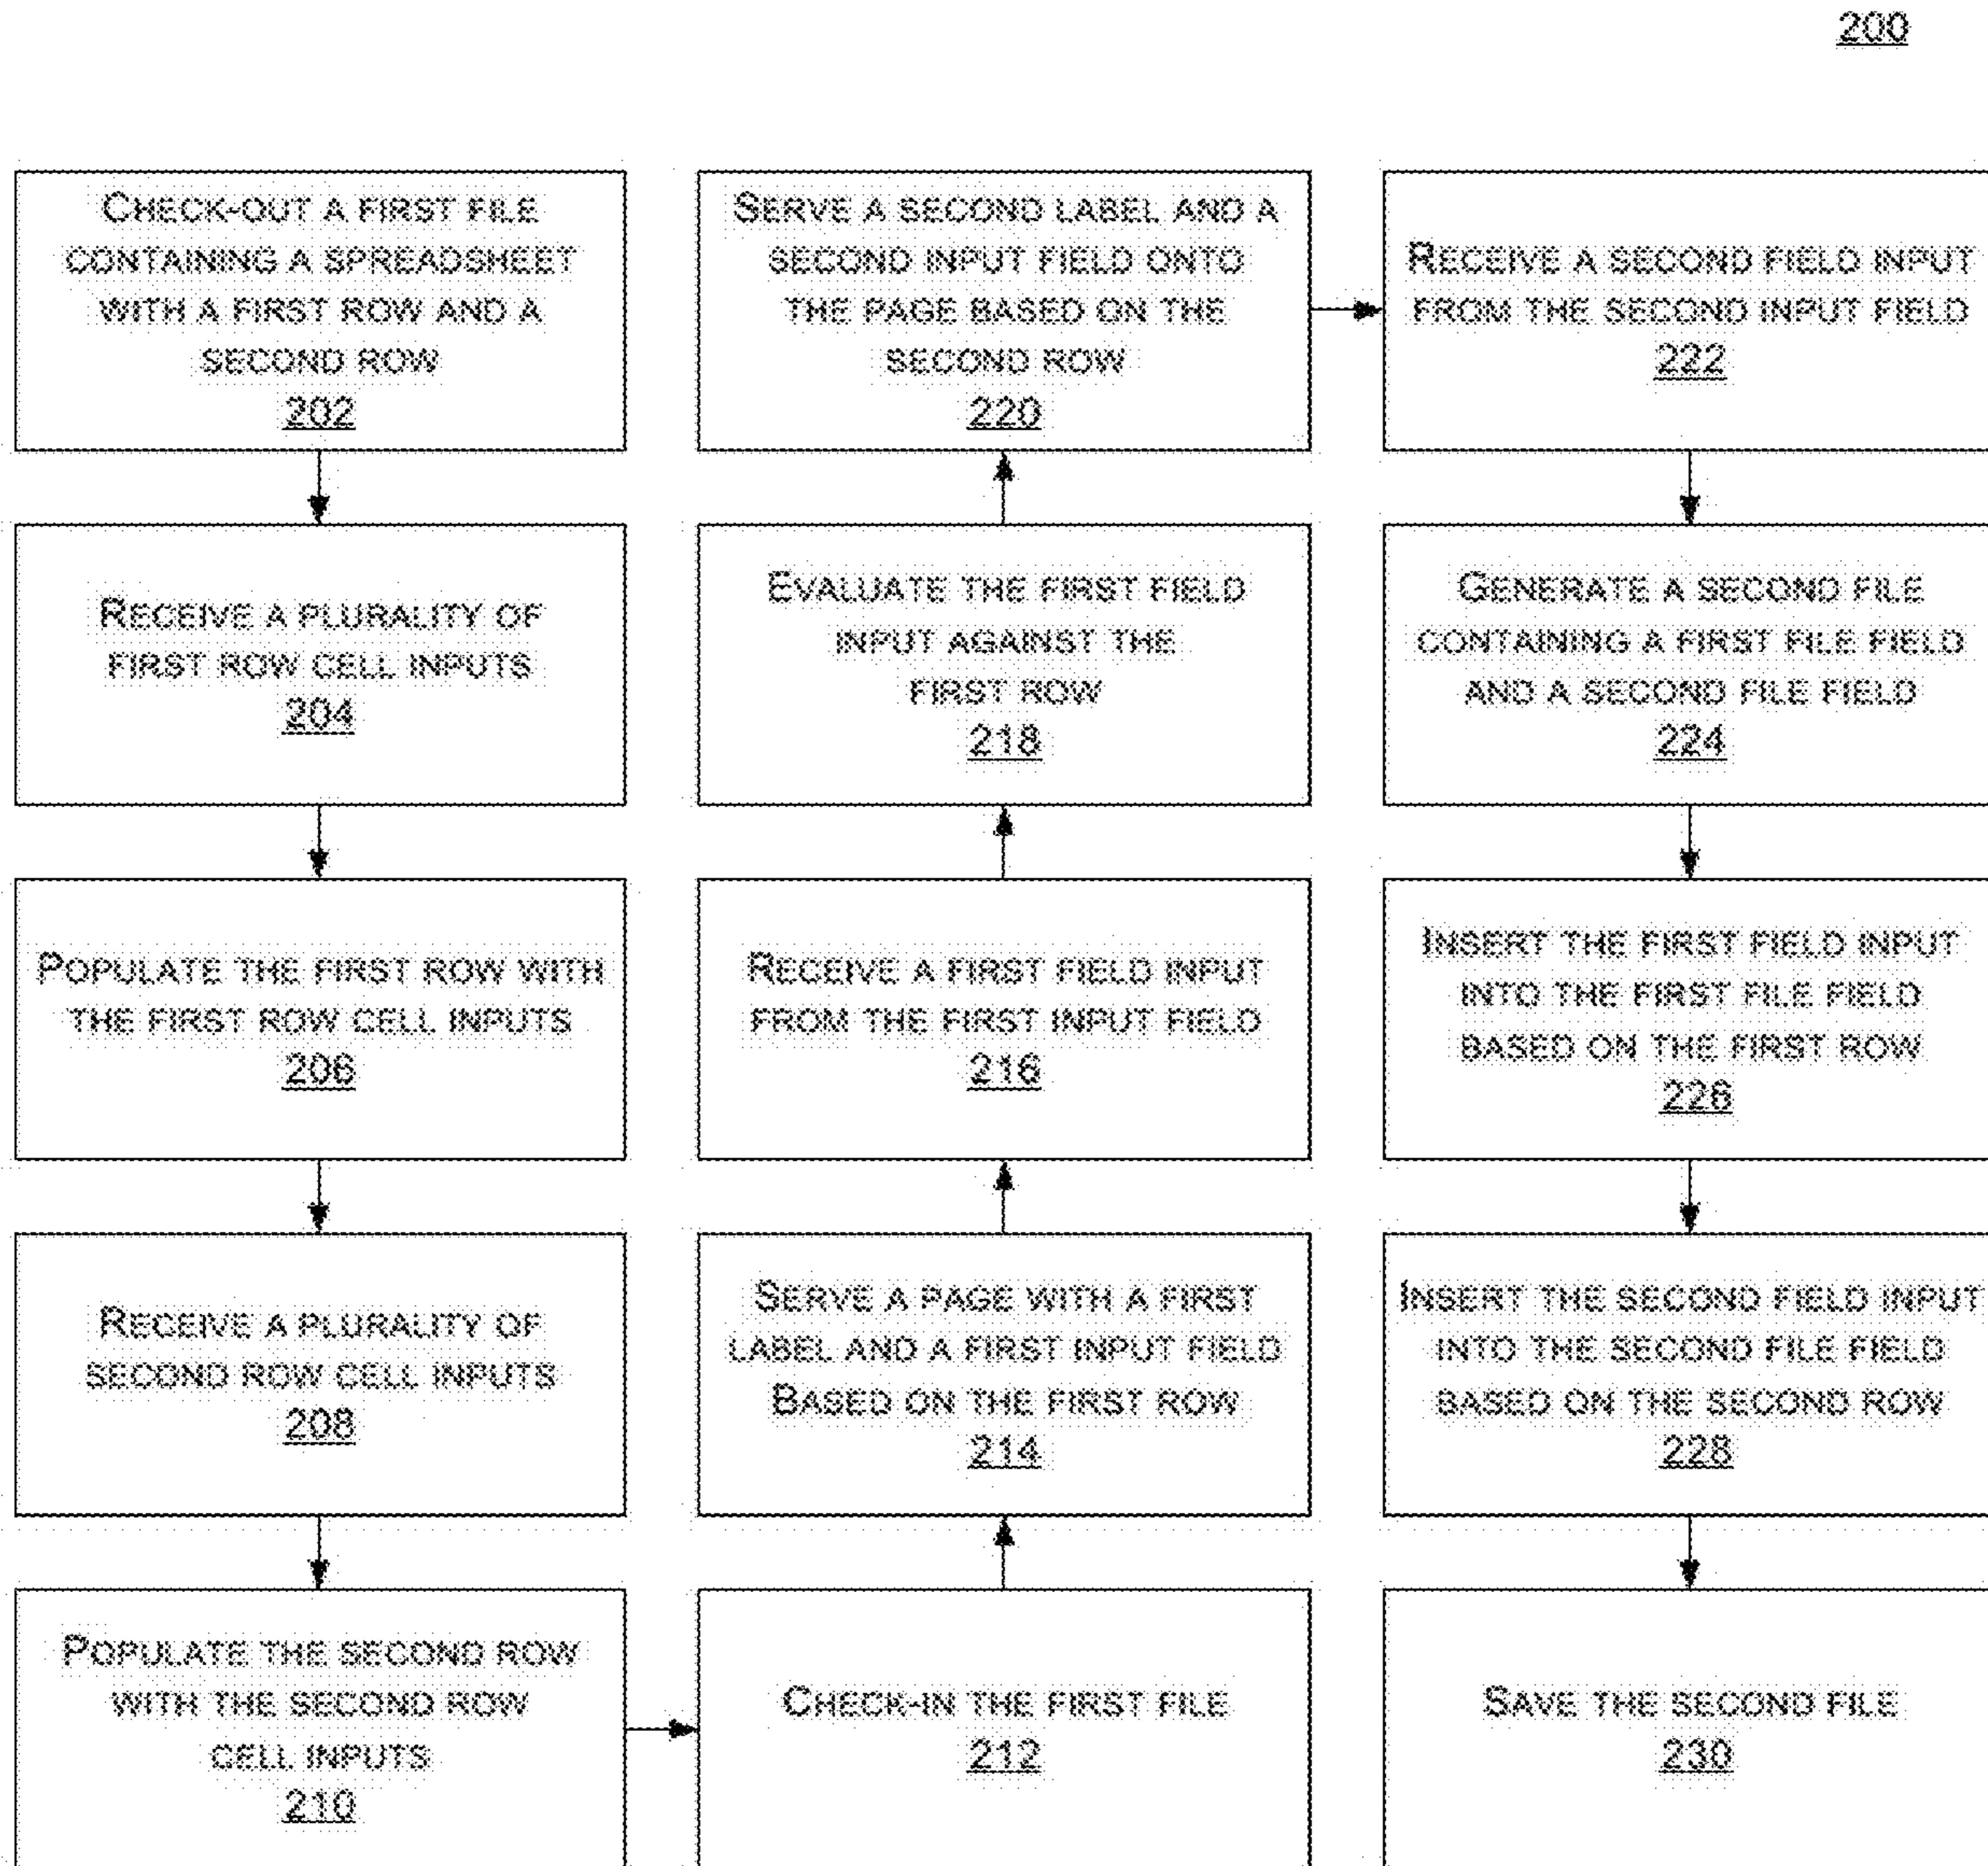 200
CHECK-OUT A FIRST FILE
CONTAINING A SPREADSHEET
WITH A FIRST ROW AND A
SECOND ROW
202
RECEIVE A PLURALITY OF
FIRST ROW CELL INPUTS
204
POPULATE THE FIRST ROW WITH
THE FIRST ROW CELL INPUTS
206
RECEIVE A PLURALITY OF
SECOND ROW CELL INPUTS
208
POPULATE THE SECOND ROW
WITH THE SECOND ROW
CELL INPUTS
210
CHECK-IN THE FIRST FILE
212
SERVE A PAGE WITH A FIRST
LABEL AND A FIRST INPUT FIELD
BASED ON THE FIRST ROW
214
RECEIVE A FIRST FIELD INPUT
FROM THE FIRST INPUT FIELD
216
EVALUATE THE FIRST FIELD
INPUT AGAINST THE
FIRST ROW
218
SERVE A SECOND LABEL AND A
SECOND INPUT FIELD ONTO
THE PAGE BASED ON THE
SECOND ROW
220
RECEIVE A SECOND FIELD INPUT
FROM THE SECOND INPUT FIELD
222
GENERATE A SECOND FILE
CONTAINING A FIRST FILE FIELD
AND A SECOND FILE FIELD
224
INSERT THE FIRST FIELD INPUT
INTO THE FIRST FILE FIELD
BASED ON THE FIRST ROW
226
INSERT THE SECOND FIELD INPUT
INTO THE SECOND FILE FIELD
BASED ON THE SECOND ROW
228
SAVE THE SECOND FILE
230